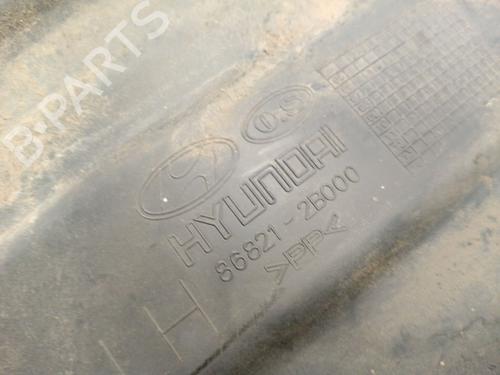 B-PARTS
O.S
HYUNDAI
86821-2B000
>PP<
H